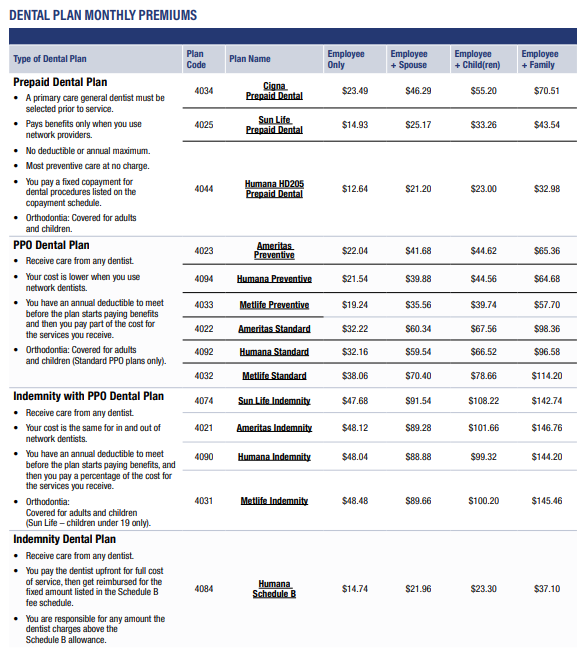 DENTAL PLAN MONTHLY PREMIUMS
Type of Dental Plan
Plan Code
Plan Name
Employee Only
Employee + Spouse
Employee + Child(ren)
Employee + Family
Prepaid Dental Plan
• A primary care general dentist must be
selected prior to service.
• Pays benefits only when you use
network providers.
• No deductible or annual maximum.
• Most preventive care at no charge.
• You pay a fixed copayment for
dental procedures listed on the
copayment schedule.
• Orthodontia: Covered for adults
and children.
4034 Cigna Prepaid Dental $23.49 $46.29 $55.20 $70.51
4025 Sun Life Prepaid Dental $14.93 $25.17 $33.26 $43.54
4044 Humana HD205 Prepaid Dental $12.64 $21.20 $23.00 $32.98
PPO Dental Plan
• Receive care from any dentist.
• Your cost is lower when you use
network dentists.
• You have an annual deductible to meet
before the plan starts paying benefits
and then you pay part of the cost for
the services you receive.
• Orthodontia: Covered for adults
and children (Standard PPO plans only).
4023 Ameritas Preventive $22.04 $41.68 $44.62 $65.36
4094 Humana Preventive $21.54 $39.88 $44.56 $64.68
4033 Metlife Preventive $19.24 $35.56 $39.74 $57.70
4022 Ameritas Standard $32.22 $60.34 $67.56 $98.36
4092 Humana Standard $32.16 $59.54 $66.52 $96.58
4032 Metlife Standard $38.06 $70.40 $78.66 $114.20
Indemnity with PPO Dental Plan
• Receive care from any dentist.
• Your cost is the same for in and out of
network dentists.
• You have an annual deductible to meet
before the plan starts paying benefits, and
then you pay a percentage of the cost for
the services you receive.
• Orthodontia:
Covered for adults and children
(Sun Life – children under 19 only).
4074 Sun Life Indemnity $47.68 $91.54 $108.22 $142.74
4021 Ameritas Indemnity $48.12 $89.28 $101.66 $146.76
4090 Humana Indemnity $48.04 $88.88 $99.32 $144.20
4031 Metlife Indemnity $48.48 $89.66 $100.20 $145.46
Indemnity Dental Plan
• Receive care from any dentist.
• You pay the dentist upfront for full cost
of service, then get reimbursed for the
fixed amount listed in the Schedule B
fee schedule.
• You are responsible for any amount the
dentist charges above the
Schedule B allowance.
4084 Humana Schedule B $14.74 $21.96 $23.30 $37.10